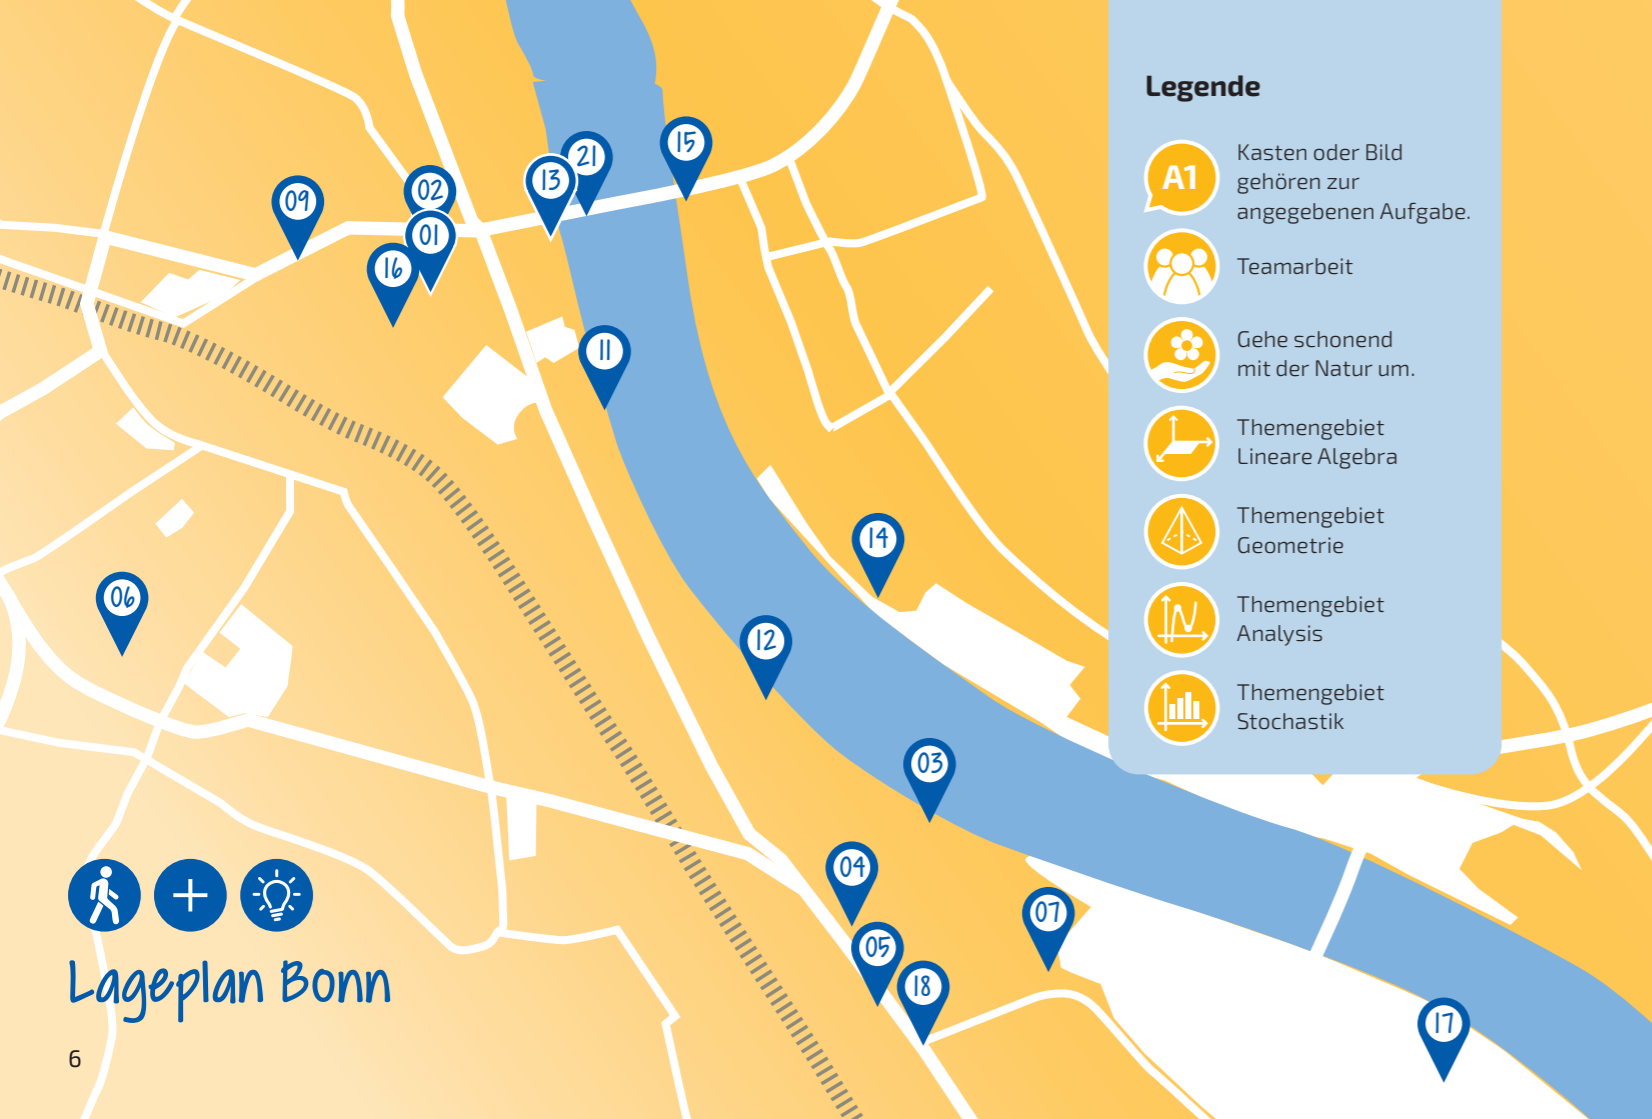 Legende
A1
Kasten oder Bild
gehören zur
angegebenen Aufgabe.
Teamarbeit
Gehe schonend
mit der Natur um.
Themengebiet
Lineare Algebra
Themengebiet
Geometrie
Themengebiet
Analysis
Themengebiet
Stochastik
15
21
13
02
09
01
16
11
14
06
12
03
04
07
05
18
17
Lageplan Bonn
6